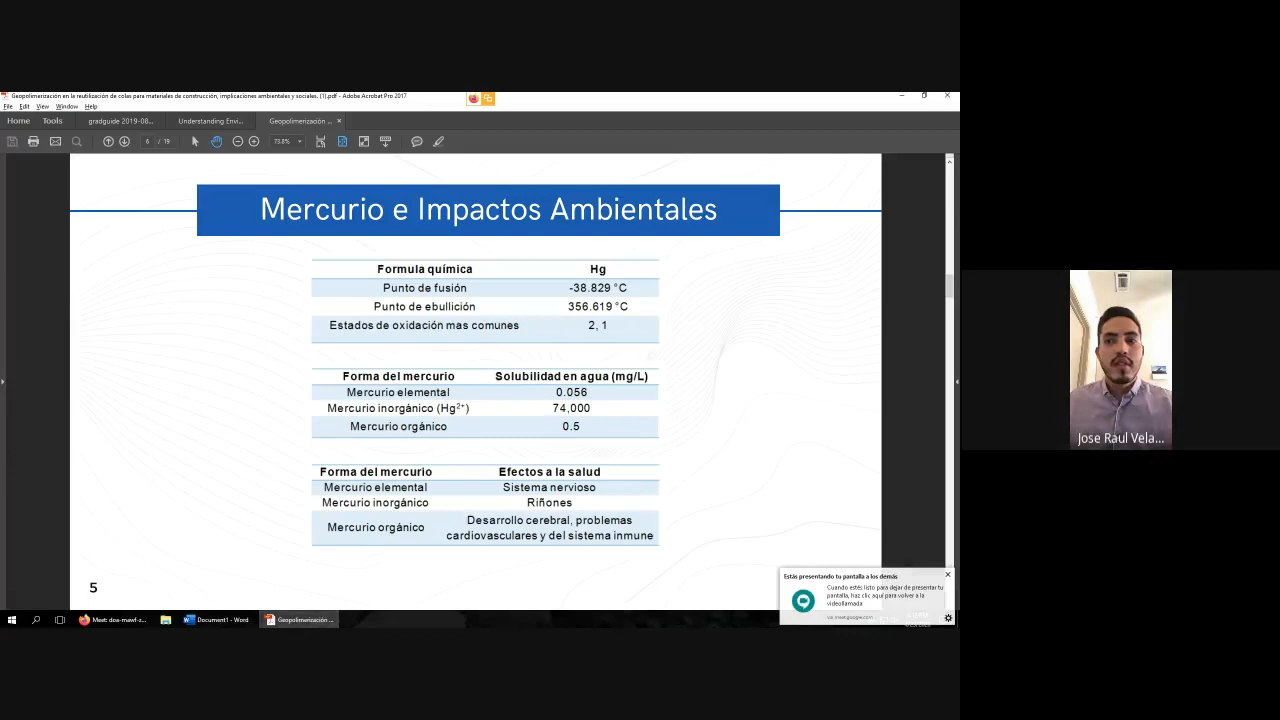 Geopolimerización en la reutilización de colas para materiales de construcción, implicaciones ambientales y sociales. (1).pdf - Adobe Acrobat Pro 2017
File Edit View Window Help
Home Tools gradguide 2019-08... Understanding Envi... Geopolimerización ... ×
6 / 19 73.8%
Mercurio e Impactos Ambientales
Formula química Hg
Punto de fusión -38.829 °C
Punto de ebullición 356.619 °C
Estados de oxidación mas comunes 2, 1
Forma del mercurio Solubilidad en agua (mg/L)
Mercurio elemental 0.056
Mercurio inorgánico (Hg²⁺) 74,000
Mercurio orgánico 0.5
Forma del mercurio Efectos a la salud
Mercurio elemental Sistema nervioso
Mercurio inorgánico Riñones
Mercurio orgánico Desarrollo cerebral, problemas
cardiovasculares y del sistema inmune
5
Jose Raul Vela...
Estás presentando tu pantalla a los demás
Cuando estés listo para dejar de presentar tu
pantalla, haz clic aquí para volver a la
videollamada
via meet.google.com
Meet: doa-mawf-z... Document1 - Word Geopolimerización ...